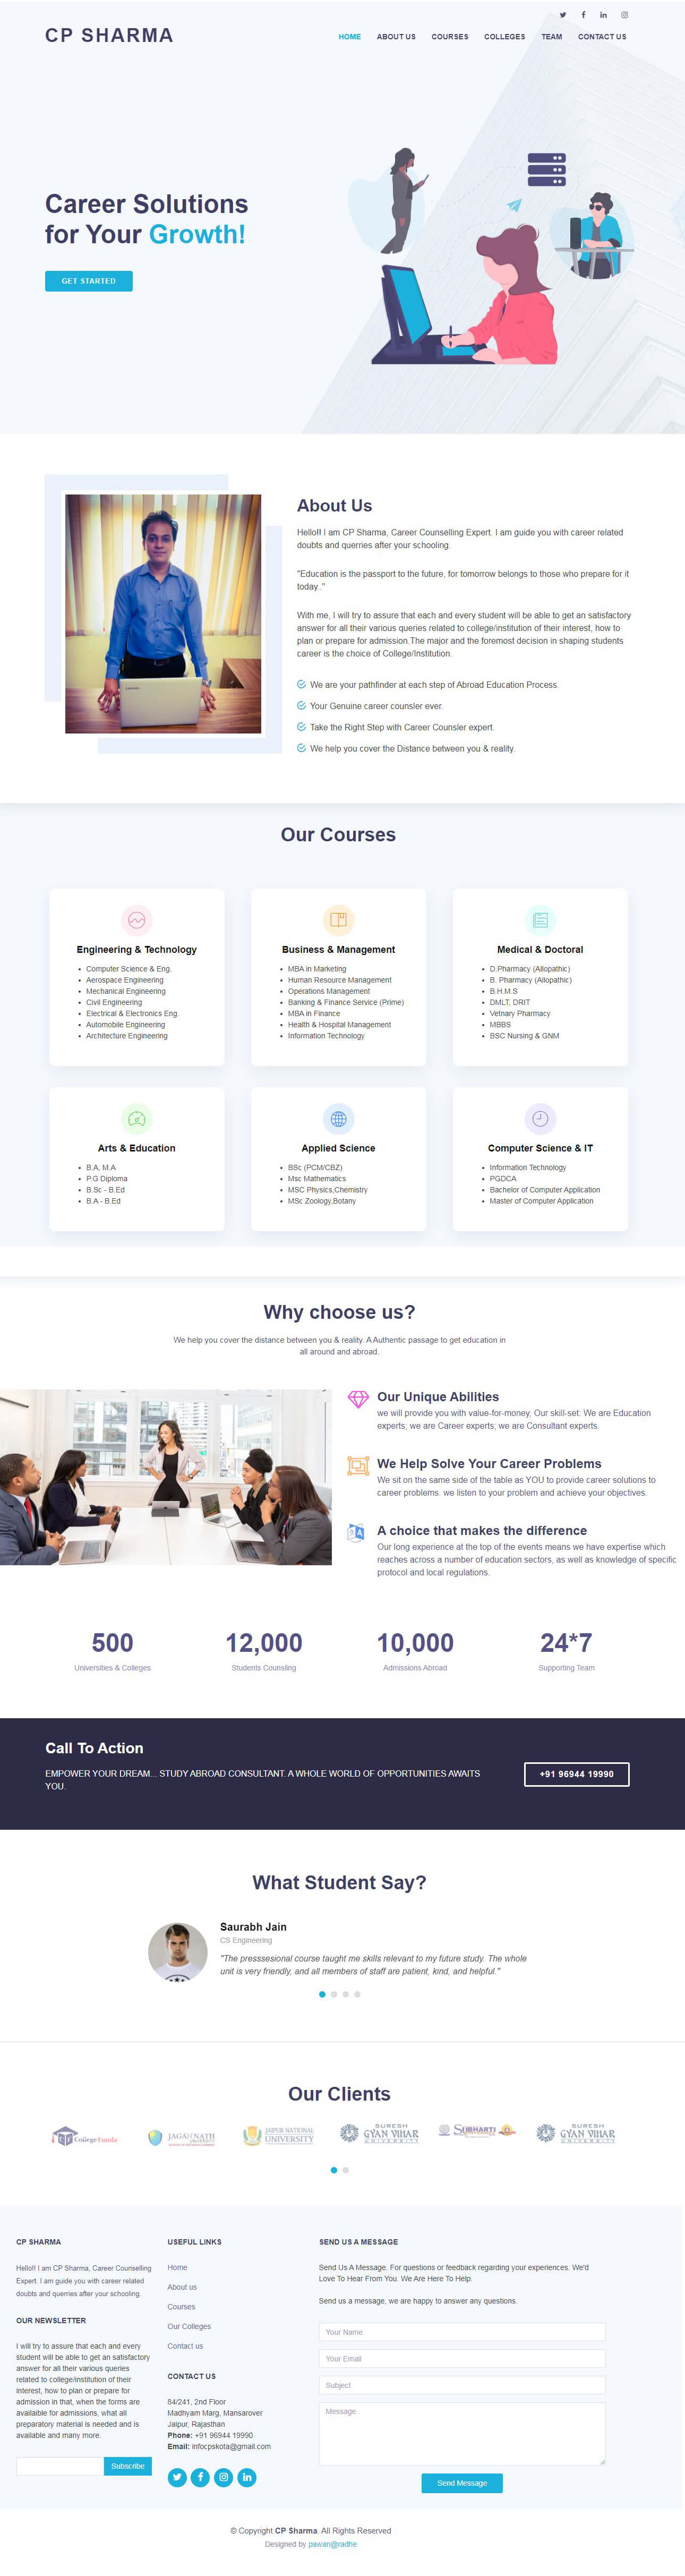 CP SHARMA
HOME ABOUT US COURSES COLLEGES TEAM CONTACT US
Career Solutions
for Your Growth!
GET STARTED
About Us
Hello!! I am CP Sharma, Career Counselling Expert. I am guide you with career related
doubts and querries after your schooling.
"Education is the passport to the future, for tomorrow belongs to those who prepare for it
today.."
With me, I will try to assure that each and every student will be able to get an satisfactory
answer for all their various queries related to college/institution of their interest, how to
plan or prepare for admission.The major and the foremost decision in shaping students
career is the choice of College/Institution.
We are your pathfinder at each step of Abroad Education Process.
Your Genuine career counsler ever.
Take the Right Step with Career Counsler expert.
We help you cover the Distance between you & reality.
Our Courses
Engineering & Technology
Computer Science & Eng.
Aerospace Engineering
Mechanical Engineering
Civil Engineering
Electrical & Electronics Eng.
Automobile Engineering
Architecture Engineering
Business & Management
MBA in Marketing
Human Resource Management
Operations Management
Banking & Finance Service (Prime)
MBA in Finance
Health & Hospital Management
Information Technology
Medical & Doctoral
D.Pharmacy (Allopathic)
B. Pharmacy (Allopathic)
B.H.M.S
DMLT, DRIT
Vetnary Pharmacy
MBBS
BSC Nursing & GNM
Arts & Education
B.A, M.A
P.G Diploma
B.Sc - B.Ed
B.A - B.Ed
Applied Science
BSc (PCM/CBZ)
Msc Mathematics
MSC Physics,Chemistry
MSc Zoology,Botany
Computer Science & IT
Information Technology
PGDCA
Bachelor of Computer Application
Master of Computer Application
Why choose us?
We help you cover the distance between you & reality. A Authentic passage to get education in
all around and abroad.
Our Unique Abilities
we will provide you with value-for-money, Our skill-set: We are Education
experts; we are Career experts; we are Consultant experts.
We Help Solve Your Career Problems
We sit on the same side of the table as YOU to provide career solutions to
career problems. we listen to your problem and achieve your objectives.
A choice that makes the difference
Our long experience at the top of the events means we have expertise which
reaches across a number of education sectors, as well as knowledge of specific
protocol and local regulations.
500 12,000 10,000 24*7
Universities & Colleges Students Counsling Admissions Abroad Supporting Team
Call To Action
EMPOWER YOUR DREAM... STUDY ABROAD CONSULTANT. A WHOLE WORLD OF OPPORTUNITIES AWAITS
YOU.
+91 96944 19990
What Student Say?
Saurabh Jain
CS Engineering
"The presssesional course taught me skills relevant to my future study. The whole
unit is very friendly, and all members of staff are patient, kind, and helpful."
Our Clients
CollegeFunda
JAGANNATH
UNIVERSITY
JAIPUR NATIONAL
UNIVERSITY
SURESH
GYAN VIHAR
UNIVERSITY
SUBHARTI
SURESH
GYAN VIHAR
UNIVERSITY
CP SHARMA
Hello!! I am CP Sharma, Career Counselling
Expert. I am guide you with career related
doubts and querries after your schooling.
OUR NEWSLETTER
I will try to assure that each and every
student will be able to get an satisfactory
answer for all their various queries
related to college/institution of their
interest, how to plan or prepare for
admission in that, when the forms are
availaible for admissions, what all
preparatory material is needed and is
available and many more.
Subscribe
USEFUL LINKS
Home
About us
Courses
Our Colleges
Contact us
CONTACT US
84/241, 2nd Floor
Madhyam Marg, Mansarover
Jaipur, Rajasthan
Phone: +91 96944 19990
Email: infocpskota@gmail.com
SEND US A MESSAGE
Send Us A Message. For questions or feedback regarding your experiences. We'd
Love To Hear From You. We Are Here To Help.
Send us a message, we are happy to answer any questions.
Your Name
Your Email
Subject
Message
Send Message
© Copyright CP Sharma. All Rights Reserved
Designed by pawan@radhe